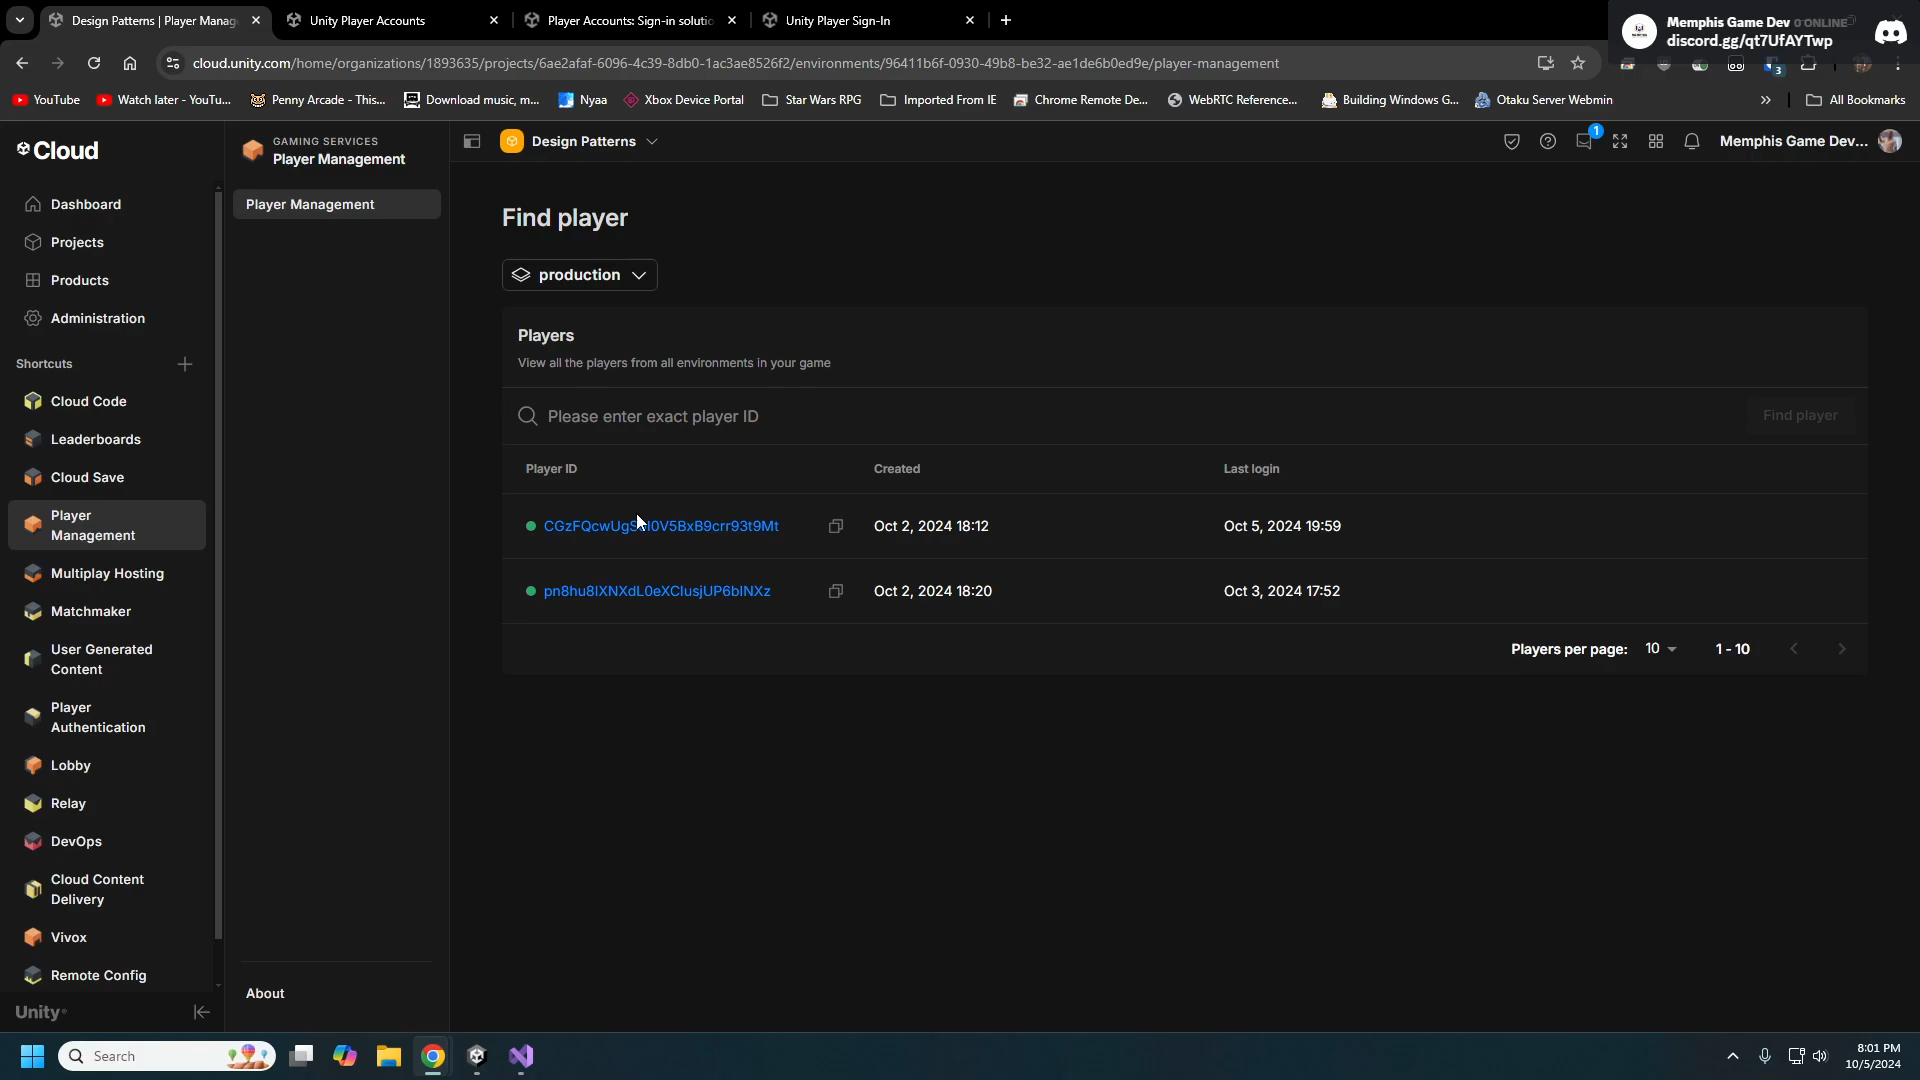 Design Patterns | Player Manag
Unity Player Accounts
Player Accounts: Sign-in solutio
Unity Player Sign-In
Memphis Game Dev 0 ONLINE
discord.gg/qt7UfAYTwp
cloud.unity.com/home/organizations/1893635/projects/6ae2afaf-6096-4c39-8db0-1ac3ae8526f2/environments/96411b6f-0930-49b8-be32-ae1de6b0ed9e/player-management
3
YouTube
Watch later - YouTu...
Penny Arcade - This...
Download music, m...
Nyaa
Xbox Device Portal
Star Wars RPG
Imported From IE
Chrome Remote De...
WebRTC Reference...
Building Windows G...
Otaku Server Webmin
»
All Bookmarks
Cloud
GAMING SERVICES
Player Management
Design Patterns
1
Memphis Game Dev...
Dashboard
Projects
Products
Administration
Shortcuts
Cloud Code
Leaderboards
Cloud Save
Player
Management
Multiplay Hosting
Matchmaker
User Generated
Content
Player
Authentication
Lobby
Relay
DevOps
Cloud Content
Delivery
Vivox
Remote Config
Unity
Player Management
About
Find player
production
Players
View all the players from all environments in your game
Please enter exact player ID
Find player
Player ID
Created
Last login
Oct 2, 2024 18:12
Oct 5, 2024 19:59
Oct 2, 2024 18:20
Oct 3, 2024 17:52
Players per page: 10
1 - 10
Search
8:01 PM
10/5/2024